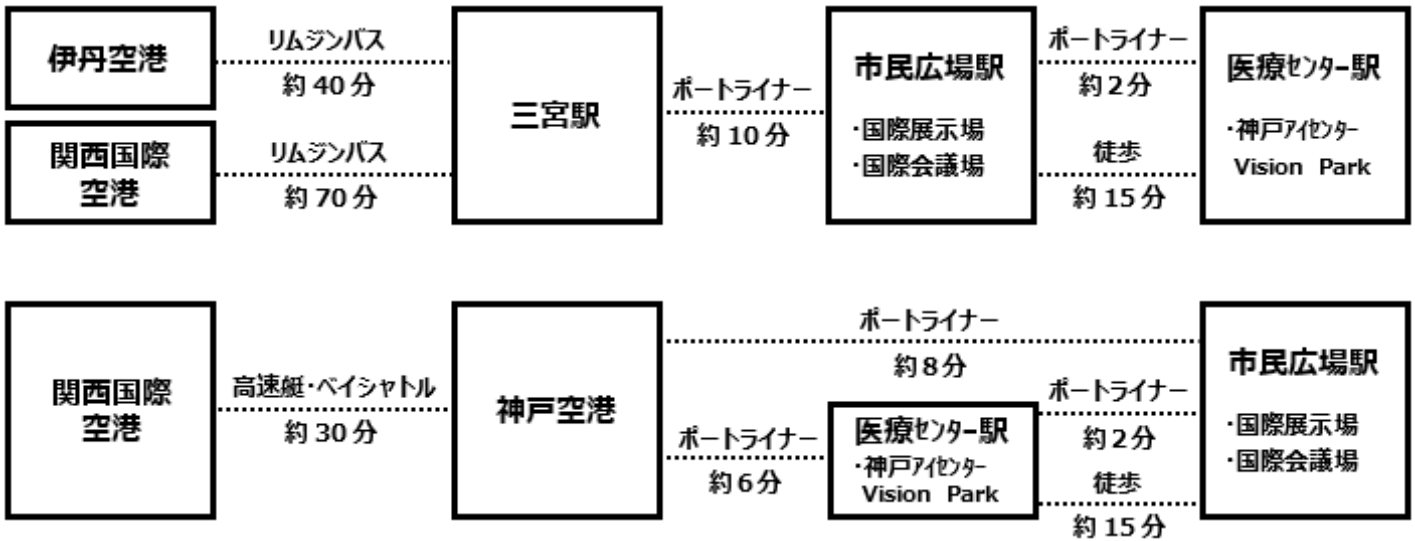 伊丹空港
リムジンバス
約 40 分
関西国際
空港
リムジンバス
約 70 分
三宮駅
ポートライナー
約 10 分
市民広場駅
・国際展示場
・国際会議場
ポートライナー
約 2 分
徒歩
約 15 分
医療ｾﾝﾀｰ駅
・神戸ｱｲｾﾝﾀｰ
Vision Park
関西国際
空港
高速艇・ベイシャトル
約 30 分
神戸空港
ポートライナー
約 8 分
ポートライナー
約 6 分
医療ｾﾝﾀｰ駅
・神戸ｱｲｾﾝﾀｰ
Vision Park
ポートライナー
約 2 分
徒歩
約 15 分
市民広場駅
・国際展示場
・国際会議場